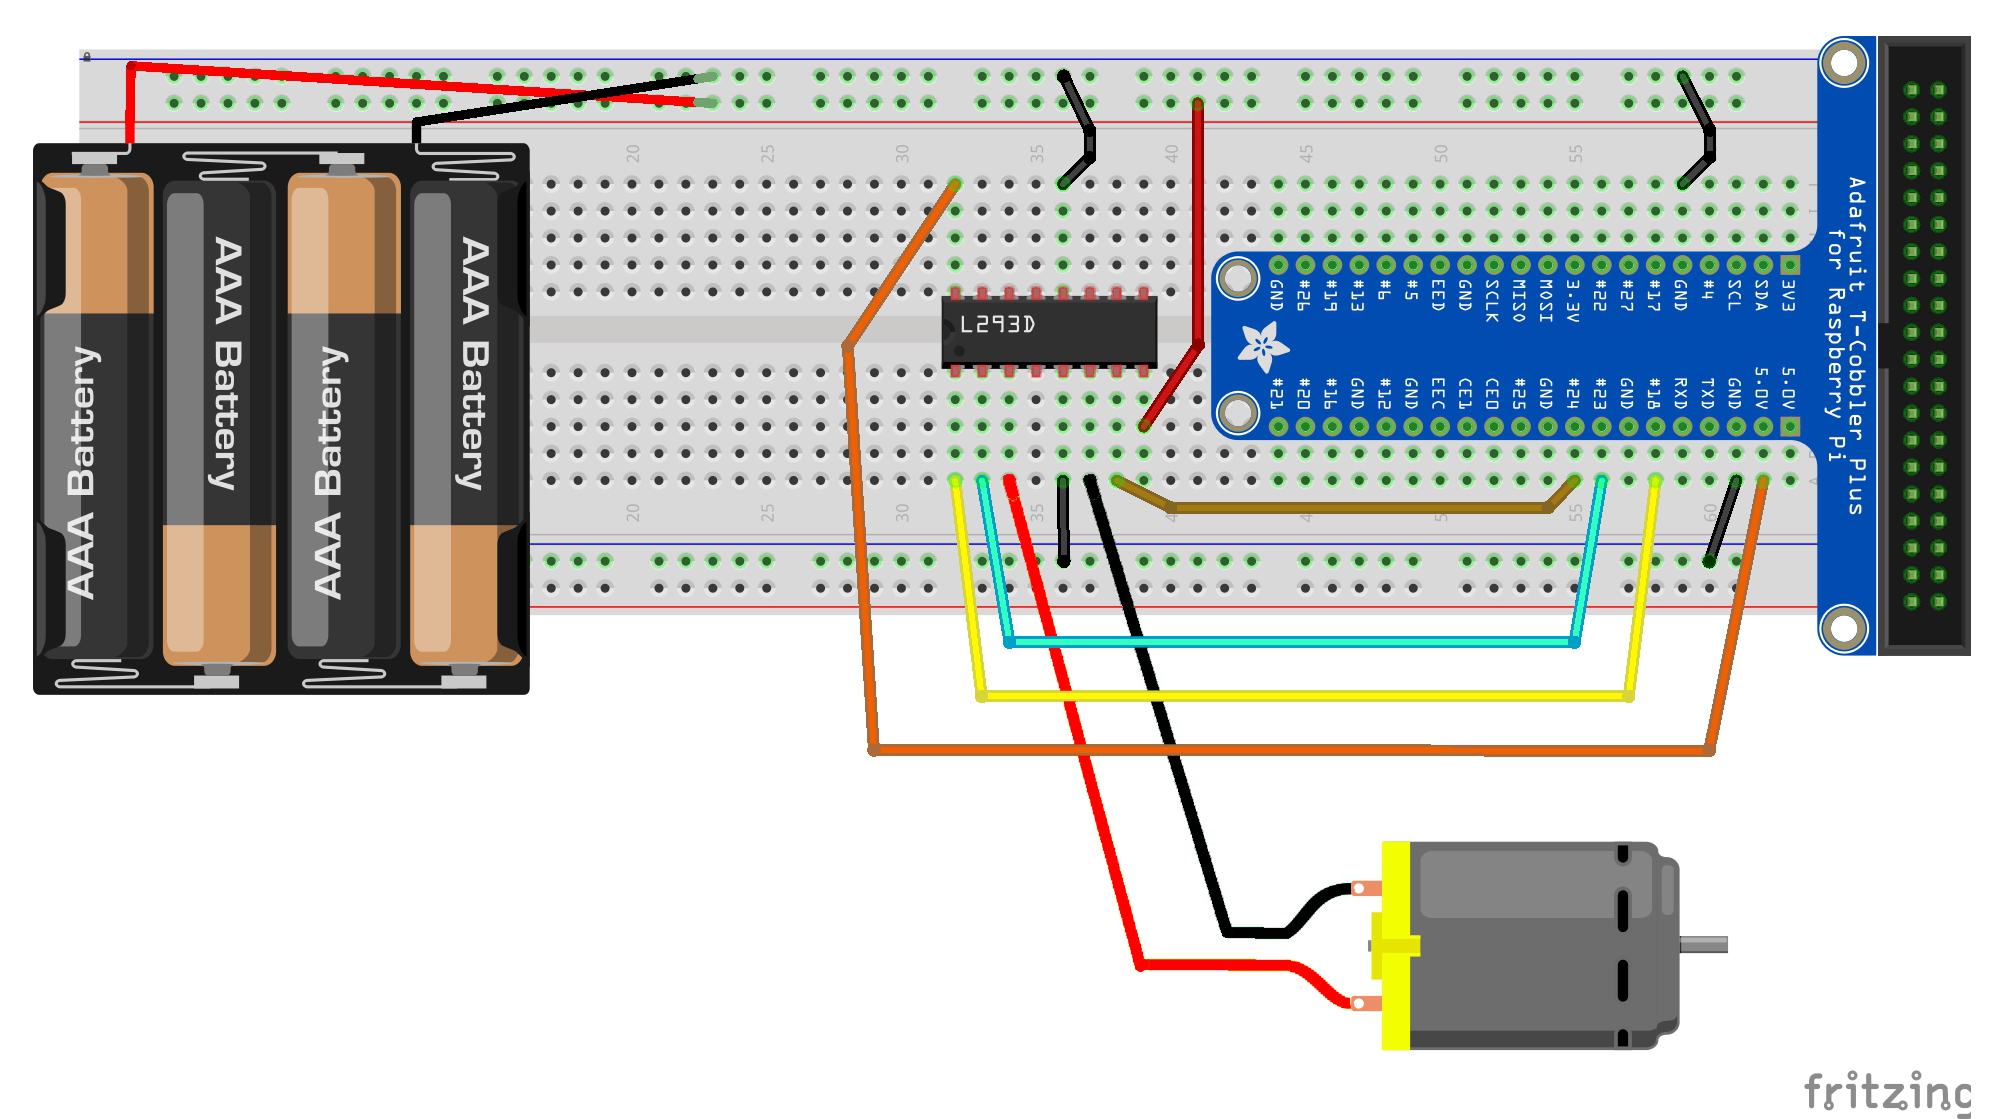 20
25
30
35
40
45
50
55
AAA Battery
AAA Battery
AAA Battery
AAA Battery
L293D
GND
#26
#19
#13
#6
#5
EED
GND
SCLK
MISO
MOSI
3.3V
#22
#27
#17
GND
#4
SCL
SDA
3V3
#21
#20
#16
GND
#12
GND
EEC
CE1
CE0
#25
GND
#24
#23
GND
#18
RXD
TXD
GND
5.0V
5.0V
Adafruit T-Cobbler Plus
for Raspberry Pi
20
25
30
35
4
4
5
55
60
fritzing